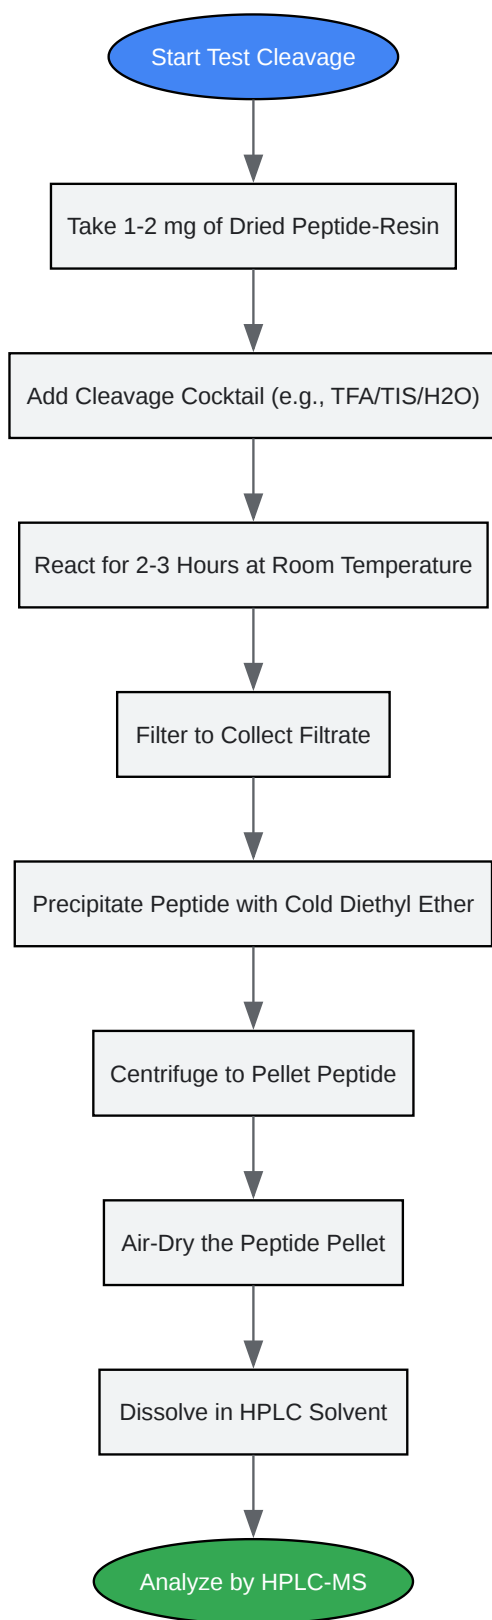 Start Test Cleavage
Take 1-2 mg of Dried Peptide-Resin
Add Cleavage Cocktail (e.g., TFA/TIS/H2O)
React for 2-3 Hours at Room Temperature
Filter to Collect Filtrate
Precipitate Peptide with Cold Diethyl Ether
Centrifuge to Pellet Peptide
Air-Dry the Peptide Pellet
Dissolve in HPLC Solvent
Analyze by HPLC-MS